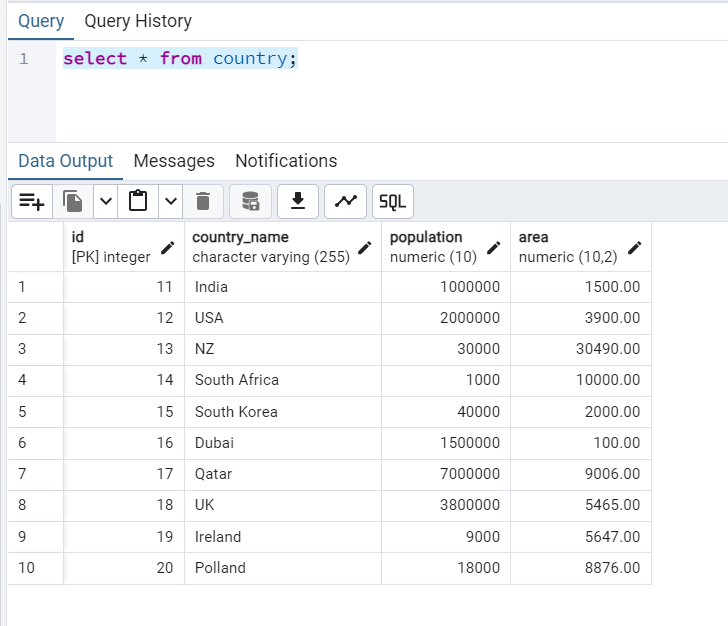 Query Query History
1 select * from country;
Data Output Messages Notifications
SQL
id country_name population area
[PK] integer character varying (255) numeric (10) numeric (10,2)
1 11 India 1000000 1500.00
2 12 USA 2000000 3900.00
3 13 NZ 30000 30490.00
4 14 South Africa 1000 10000.00
5 15 South Korea 40000 2000.00
6 16 Dubai 1500000 100.00
7 17 Qatar 7000000 9006.00
8 18 UK 3800000 5465.00
9 19 Ireland 9000 5647.00
10 20 Polland 18000 8876.00